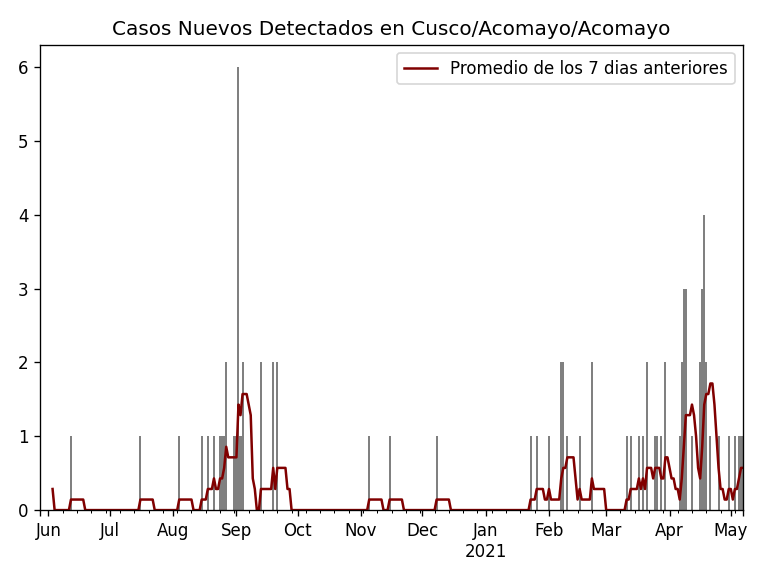 Casos Nuevos Detectados en Cusco/Acomayo/Acomayo
Promedio de los 7 dias anteriores
6
5
4
3
2
1
0
Jun Jul Aug Sep Oct Nov Dec Jan Feb Mar Apr May
2021